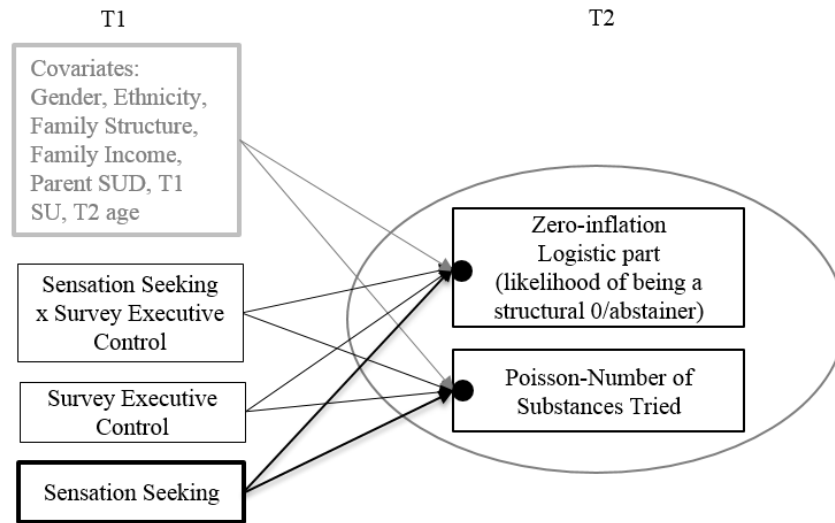 T1
T2
Covariates:
Gender, Ethnicity,
Family Structure,
Family Income,
Parent SUD, T1
SU, T2 age
Sensation Seeking
x Survey Executive
Control
Survey Executive
Control
Sensation Seeking
Zero-inflation
Logistic part
(likelihood of being a
structural 0/abstainer)
Poisson-Number of
Substances Tried